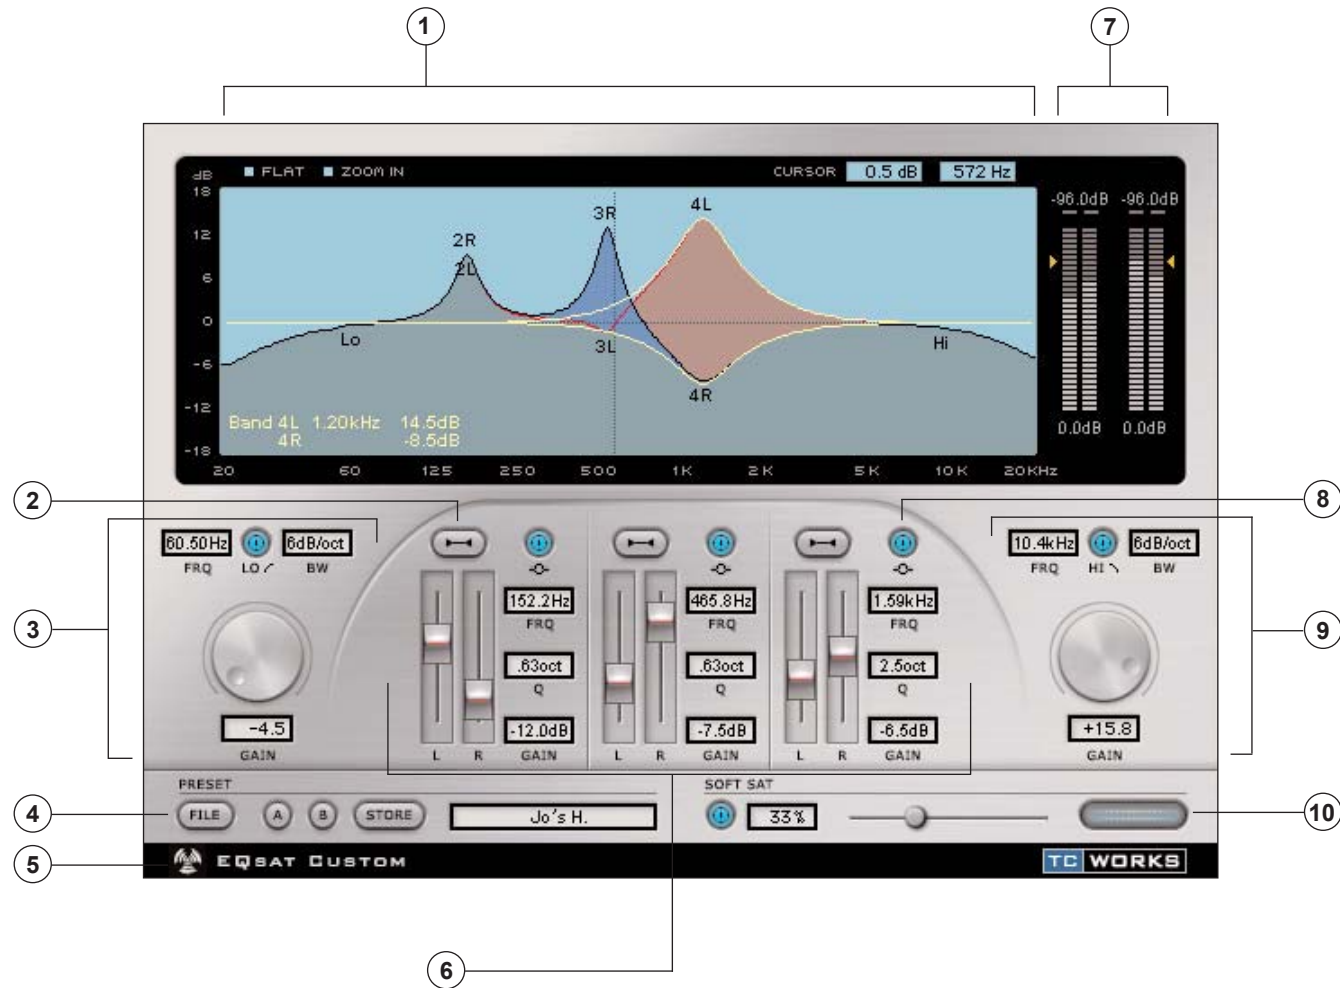 1
7
dB
FLAT
ZOOM IN
CURSOR
0.5 dB
572 Hz
18
12
6
0
-6
-12
-18
2R
2L
3R
3L
4L
4R
Lo
Hi
Band 4L 1.20kHz 14.5dB
4R -8.5dB
20 60 125 250 500 1K 2K 5K 10K 20KHz
-96.0dB -96.0dB
0.0dB 0.0dB
2
8
3
9
60.50Hz
FRQ
LO
6dB/oct
BW
-4.5
GAIN
152.2Hz
FRQ
.63oct
Q
-12.0dB
L R GAIN
465.8Hz
FRQ
.63oct
Q
-7.5dB
L R GAIN
1.59kHz
FRQ
2.5oct
Q
-6.5dB
L R GAIN
10.4kHz
FRQ
HI
6dB/oct
BW
+15.8
GAIN
4
PRESET
FILE A B STORE Jo's H.
SOFT SAT
33%
10
5
EQSAT CUSTOM
TC WORKS
6